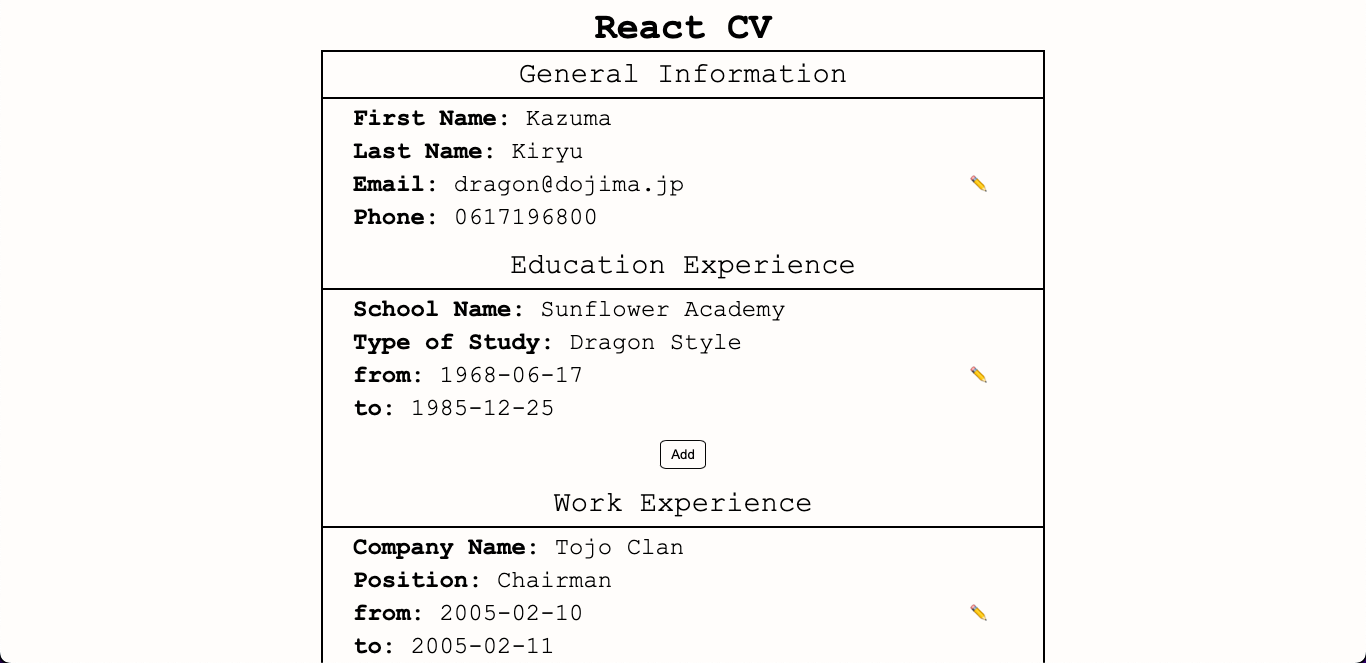 React CV
General Information
First Name: Kazuma
Last Name: Kiryu
Email: dragon@dojima.jp
Phone: 0617196800
Education Experience
School Name: Sunflower Academy
Type of Study: Dragon Style
from: 1968-06-17
to: 1985-12-25
Add
Work Experience
Company Name: Tojo Clan
Position: Chairman
from: 2005-02-10
to: 2005-02-11